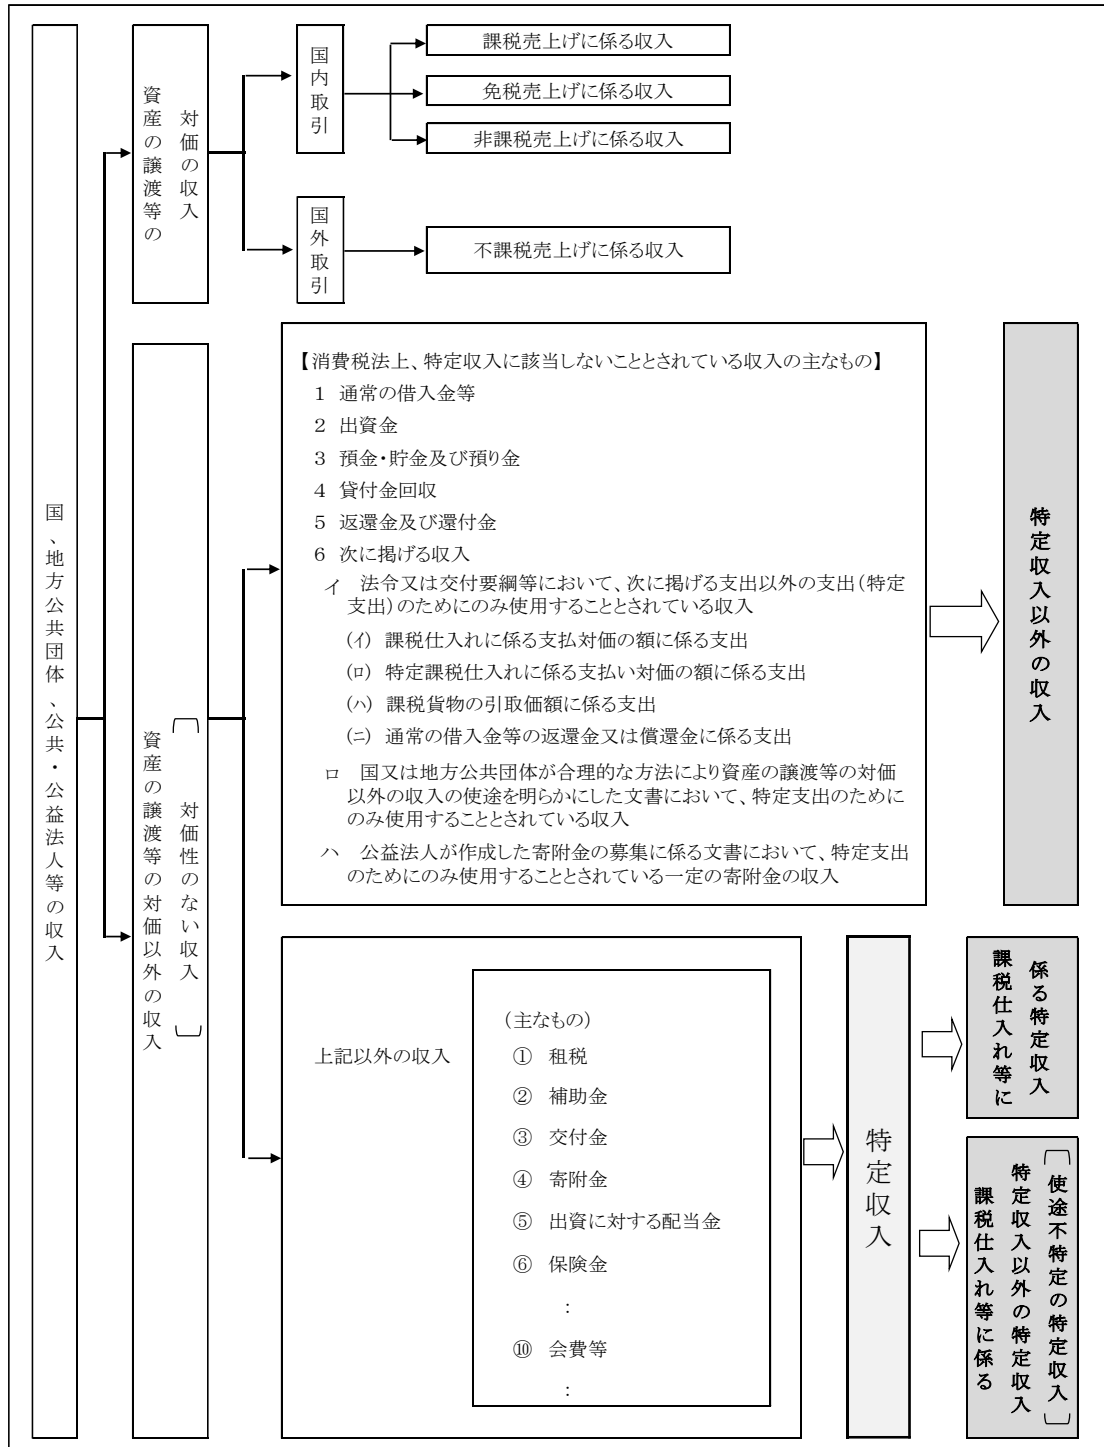 国、地方公共団体、公共・公益法人等の収入
資産の譲渡等の
対価の収入
国内取引
課税売上げに係る収入
免税売上げに係る収入
非課税売上げに係る収入
国外取引
不課税売上げに係る収入
資産の譲渡等の対価以外の収入
〔対価性のない収入〕
【消費税法上、特定収入に該当しないこととされている収入の主なもの】
1 通常の借入金等
2 出資金
3 預金・貯金及び預り金
4 貸付金回収
5 返還金及び還付金
6 次に掲げる収入
イ 法令又は交付要綱等において、次に掲げる支出以外の支出(特定
支出)のためにのみ使用することとされている収入
(イ) 課税仕入れに係る支払対価の額に係る支出
(ロ) 特定課税仕入れに係る支払い対価の額に係る支出
(ハ) 課税貨物の引取価額に係る支出
(ニ) 通常の借入金等の返還金又は償還金に係る支出
ロ 国又は地方公共団体が合理的な方法により資産の譲渡等の対価
以外の収入の使途を明らかにした文書において、特定支出のために
のみ使用することとされている収入
ハ 公益法人が作成した寄附金の募集に係る文書において、特定支出
のためにのみ使用することとされている一定の寄附金の収入
特定収入以外の収入
上記以外の収入
(主なもの)
① 租税
② 補助金
③ 交付金
④ 寄附金
⑤ 出資に対する配当金
⑥ 保険金
:
⑩ 会費等
:
特定収入
課税仕入れ等に
係る特定収入
課税仕入れ等に係る
特定収入以外の特定収入
〔使途不特定の特定収入〕